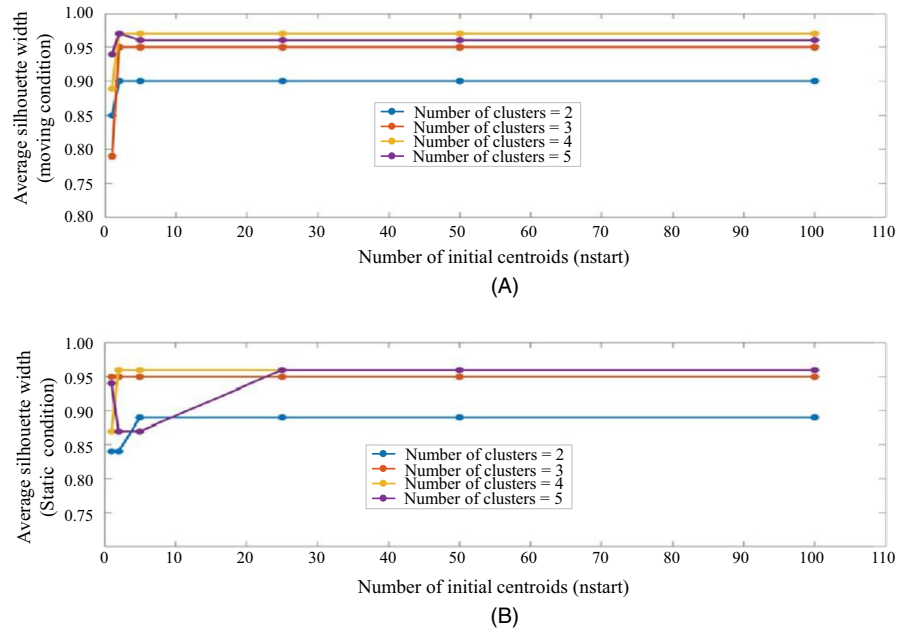 Average silhouette width
(moving condition)
1.00
0.95
0.90
0.85
0.80
0.75
0.80
Number of clusters = 2
Number of clusters = 3
Number of clusters = 4
Number of clusters = 5
0 10 20 30 40 50 60 70 80 90 100 110
Number of initial centroids (nstart)
(A)
Average silhouette width
(Static condition)
1.00
0.95
0.90
0.85
0.80
0.75
Number of clusters = 2
Number of clusters = 3
Number of clusters = 4
Number of clusters = 5
0 10 20 30 40 50 60 70 80 90 100 110
Number of initial centroids (nstart)
(B)